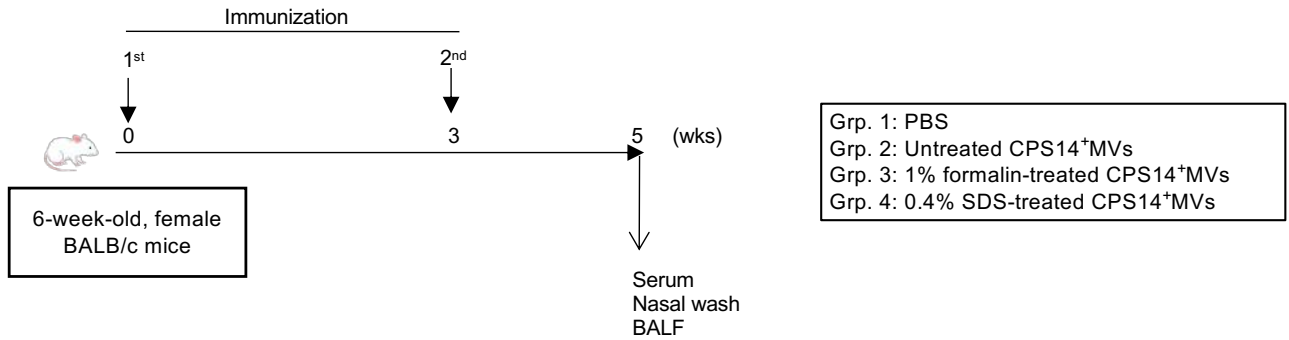 Immunization
1st
2nd
0
3
5
(wks)
6-week-old, female
BALB/c mice
Serum
Nasal wash
BALF
Grp. 1: PBS
Grp. 2: Untreated CPS14+MVs
Grp. 3: 1% formalin-treated CPS14+MVs
Grp. 4: 0.4% SDS-treated CPS14+MVs